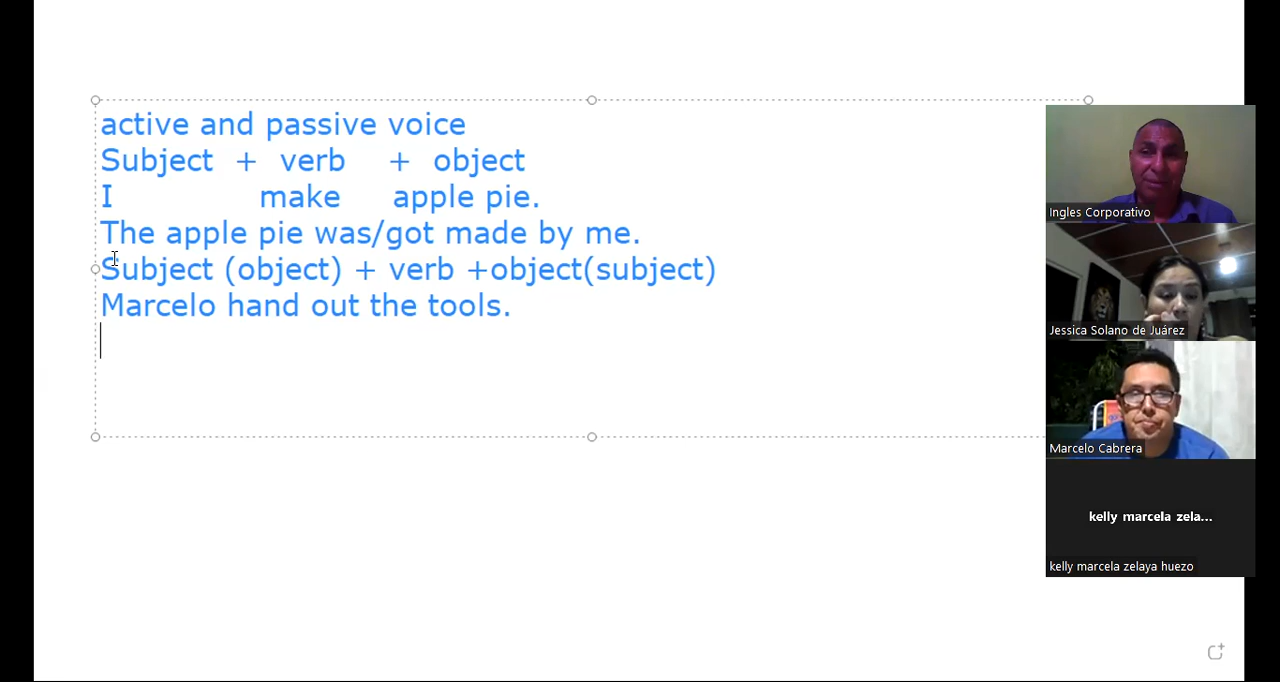 active and passive voice
Subject + verb + object
I make apple pie.
The apple pie was/got made by me.
Subject (object) + verb +object(subject)
Marcelo hand out the tools.
Ingles Corporativo
Jessica Solano de Juárez
Marcelo Cabrera
kelly marcela zela...
kelly marcela zelaya huezo